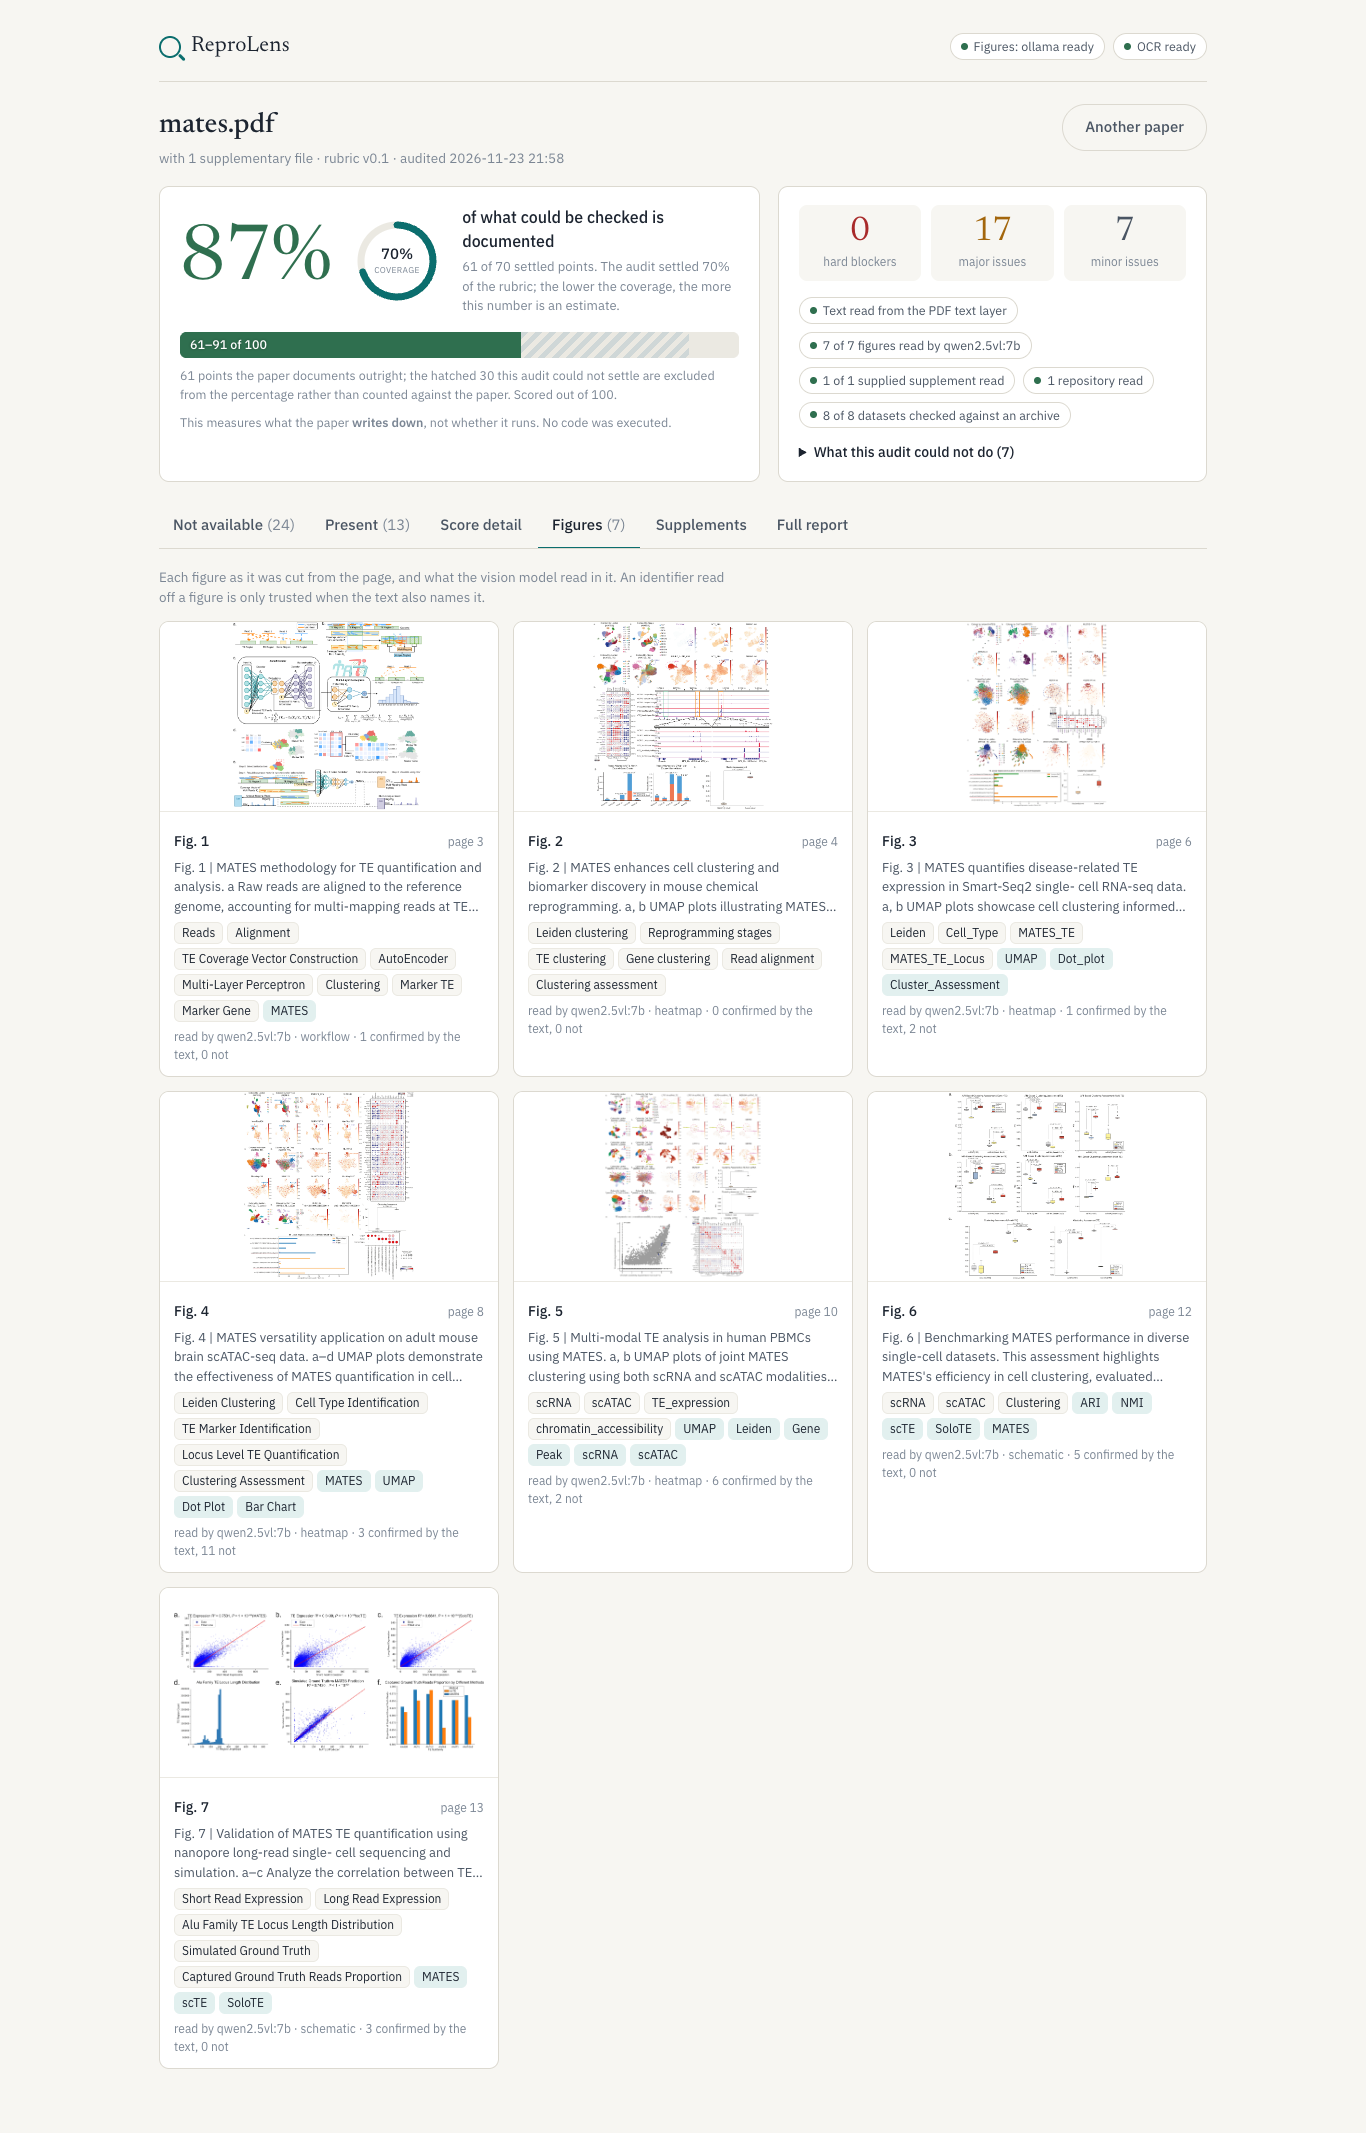 ReproLens
Figures: ollama ready
OCR ready
mates.pdf
Another paper
with 1 supplementary file · rubric v0.1 · audited 2026-11-23 21:58
87%
70%
COVERAGE
of what could be checked is
documented
61 of 70 settled points. The audit settled 70%
of the rubric; the lower the coverage, the more
this number is an estimate.
61–91 of 100
61 points the paper documents outright; the hatched 30 this audit could not settle are excluded
from the percentage rather than counted against the paper. Scored out of 100.
This measures what the paper writes down, not whether it runs. No code was executed.
0
hard blockers
17
major issues
7
minor issues
Text read from the PDF text layer
7 of 7 figures read by qwen2.5vl:7b
1 of 1 supplied supplement read
1 repository read
8 of 8 datasets checked against an archive
What this audit could not do (7)
Not available (24)
Present (13)
Score detail
Figures (7)
Supplements
Full report
Each figure as it was cut from the page, and what the vision model read in it. An identifier read
off a figure is only trusted when the text also names it.
Fig. 1
page 3
Fig. 1 | MATES methodology for TE quantification and
analysis. a Raw reads are aligned to the reference
genome, accounting for multi-mapping reads at TE...
Reads
Alignment
TE Coverage Vector Construction
AutoEncoder
Multi-Layer Perceptron
Clustering
Marker TE
Marker Gene
MATES
read by qwen2.5vl:7b · workflow · 1 confirmed by the
text, 0 not
Fig. 2
page 4
Fig. 2 | MATES enhances cell clustering and
biomarker discovery in mouse chemical
reprogramming. a, b UMAP plots illustrating MATES...
Leiden clustering
Reprogramming stages
TE clustering
Gene clustering
Read alignment
Clustering assessment
read by qwen2.5vl:7b · heatmap · 0 confirmed by the
text, 0 not
Fig. 3
page 6
Fig. 3 | MATES quantifies disease-related TE
expression in Smart-Seq2 single- cell RNA-seq data.
a, b UMAP plots showcase cell clustering informed...
Leiden
Cell_Type
MATES_TE
MATES_TE_Locus
UMAP
Dot_plot
Cluster_Assessment
read by qwen2.5vl:7b · heatmap · 1 confirmed by the
text, 2 not
Fig. 4
page 8
Fig. 4 | MATES versatility application on adult mouse
brain scATAC-seq data. a–d UMAP plots demonstrate
the effectiveness of MATES quantification in cell...
Leiden Clustering
Cell Type Identification
TE Marker Identification
Locus Level TE Quantification
Clustering Assessment
MATES
UMAP
Dot Plot
Bar Chart
read by qwen2.5vl:7b · heatmap · 3 confirmed by the
text, 11 not
Fig. 5
page 10
Fig. 5 | Multi-modal TE analysis in human PBMCs
using MATES. a, b UMAP plots of joint MATES
clustering using both scRNA and scATAC modalities...
scRNA
scATAC
TE_expression
chromatin_accessibility
UMAP
Leiden
Gene
Peak
scRNA
scATAC
read by qwen2.5vl:7b · heatmap · 6 confirmed by the
text, 2 not
Fig. 6
page 12
Fig. 6 | Benchmarking MATES performance in diverse
single-cell datasets. This assessment highlights
MATES's efficiency in cell clustering, evaluated...
scRNA
scATAC
Clustering
ARI
NMI
scTE
SoloTE
MATES
read by qwen2.5vl:7b · schematic · 5 confirmed by the
text, 0 not
Fig. 7
page 13
Fig. 7 | Validation of MATES TE quantification using
nanopore long-read single- cell sequencing and
simulation. a–c Analyze the correlation between TE...
Short Read Expression
Long Read Expression
Alu Family TE Locus Length Distribution
Simulated Ground Truth
Captured Ground Truth Reads Proportion
MATES
scTE
SoloTE
read by qwen2.5vl:7b · schematic · 3 confirmed by the
text, 0 not